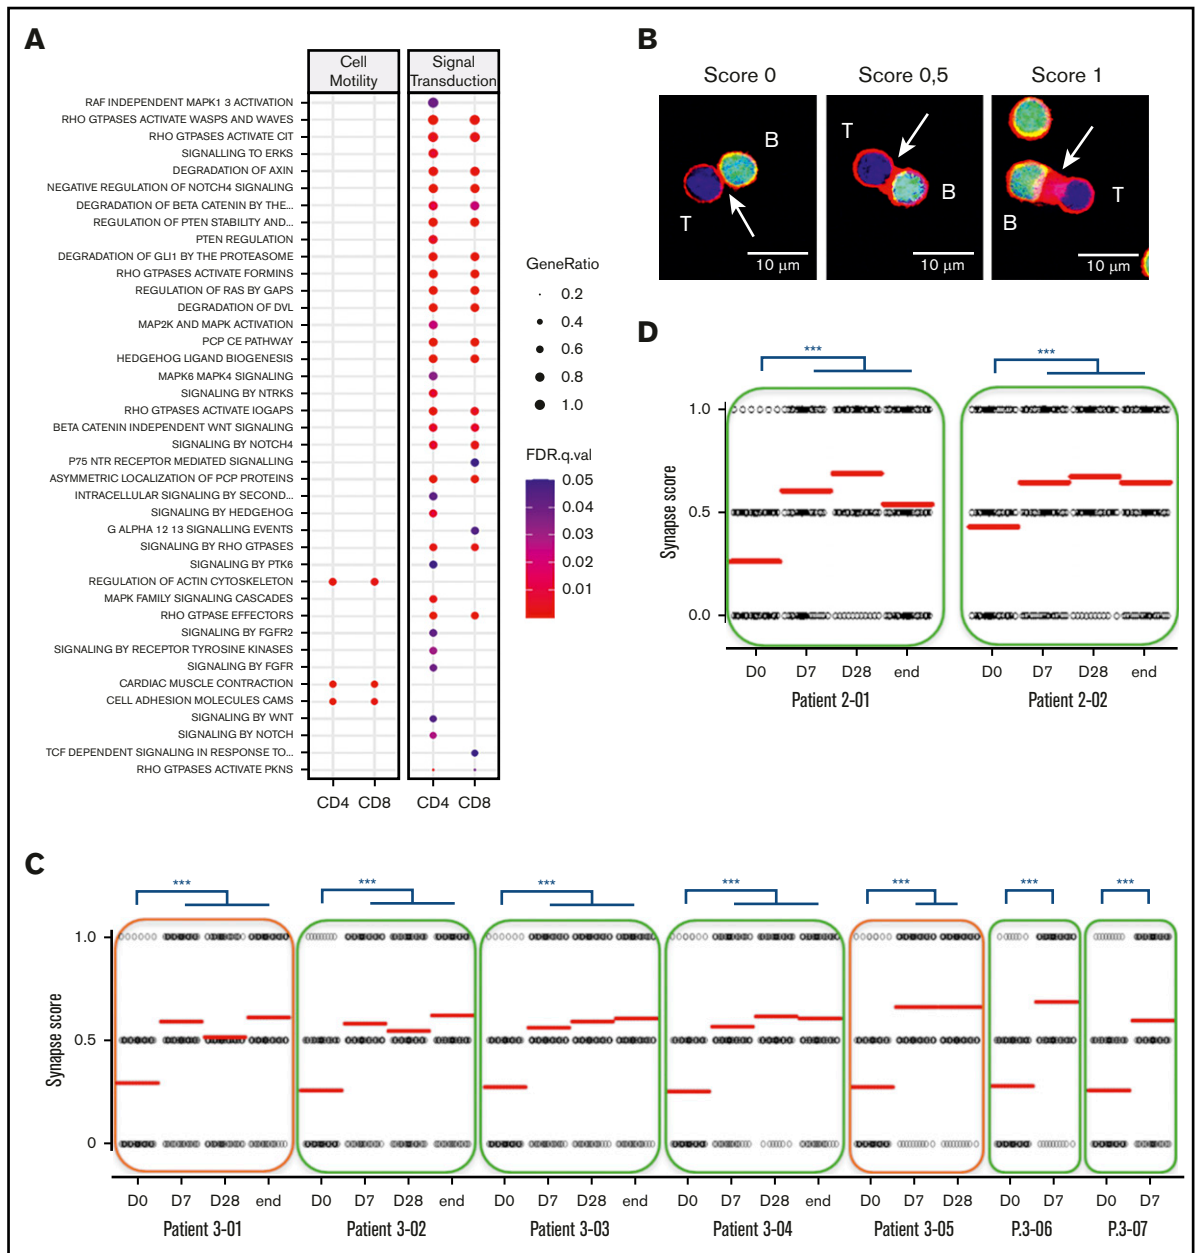 A
Cell
Motility
Signal
Transduction
RAF INDEPENDENT MAPK1 3 ACTIVATION
RHO GTPASES ACTIVATE WASPS AND WAVES
RHO GTPASES ACTIVATE CIT
SIGNALLING TO ERKS
DEGRADATION OF AXIN
NEGATIVE REGULATION OF NOTCH4 SIGNALING
DEGRADATION OF BETA CATENIN BY THE...
REGULATION OF PTEN STABILITY AND...
PTEN REGULATION
DEGRADATION OF GLI1 BY THE PROTEASOME
RHO GTPASES ACTIVATE FORMINS
REGULATION OF RAS BY GAPS
DEGRADATION OF DVL
MAP2K AND MAPK ACTIVATION
PCP CE PATHWAY
HEDGEHOG LIGAND BIOGENESIS
MAPK6 MAPK4 SIGNALING
SIGNALING BY NTRKS
RHO GTPASES ACTIVATE IQGAPS
BETA CATENIN INDEPENDENT WNT SIGNALING
SIGNALING BY NOTCH4
P75 NTR RECEPTOR MEDIATED SIGNALLING
ASYMMETRIC LOCALIZATION OF PCP PROTEINS
INTRACELLULAR SIGNALING BY SECOND...
SIGNALING BY HEDGEHOG
G ALPHA 12 13 SIGNALLING EVENTS
SIGNALING BY RHO GTPASES
SIGNALING BY PTK6
REGULATION OF ACTIN CYTOSKELETON
MAPK FAMILY SIGNALING CASCADES
RHO GTPASE EFFECTORS
SIGNALING BY FGFR2
SIGNALING BY RECEPTOR TYROSINE KINASES
SIGNALING BY FGFR
CARDIAC MUSCLE CONTRACTION
CELL ADHESION MOLECULES CAMS
SIGNALING BY WNT
SIGNALING BY NOTCH
TCF DEPENDENT SIGNALING IN RESPONSE TO...
RHO GTPASES ACTIVATE PKNS
CD4 CD8 CD4 CD8
GeneRatio
0.2
0.4
0.6
0.8
1.0
FDR.q.val
0.05
0.04
0.03
0.02
0.01
B
Score 0 Score 0,5 Score 1
B
T
10 μm
T
B
10 μm
T
B
10 μm
D
*** ***
Synapse score
1.0
0.5
0.0
D0 D7 D28 end D0 D7 D28 end
Patient 2-01 Patient 2-02
C
*** *** *** *** *** *** ***
Synapse score
1.0
0.5
0
D0 D7 D28 end D0 D7 D28 end D0 D7 D28 end D0 D7 D28 end D0 D7 D28 D0 D7 D0 D7
Patient 3-01 Patient 3-02 Patient 3-03 Patient 3-04 Patient 3-05 P.3-06 P.3-07